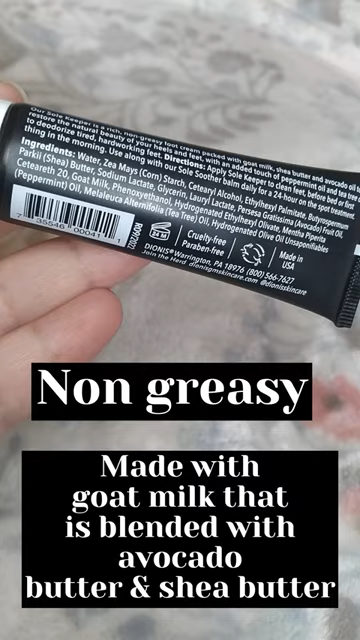 Our Sole Keeper is a rich, non-greasy foot cream packed with goat milk, shea butter and avocado oil
to restore the natural beauty of your heels and feet, with an added touch of peppermint oil and tea
to deodorize tired, hardworking feet. Directions: Apply Sole Keeper to clean feet, before bed or first
thing in the morning. Use along with our Sole Soother balm daily for a 24-hour on the spot treatment
Ingredients: Water, Zea Mays (Corn) Starch, Cetearyl Alcohol, Ethylhexyl Palmitate, Butyrospermum
Parkii (Shea) Butter, Sodium Lactate, Glycerin, Lauryl Lactate, Persea Gratissima (Avocado) Fruit Oil,
Ceteareth 20, Goat Milk, Phenoxyethanol, Hydrogenated Ethylhexyl Olivate, Mentha Piperita
(Peppermint) Oil, Melaleuca Alternifolia (Tea Tree) Oil, Hydrogenated Olive Oil Unsaponifiables
7 35546 00041 1
24 M
Cruelty-free
Paraben-free
Made in
USA
DIONIS® Warrington, PA 18976 (800) 566-7627
Join the Herd dionisgmskincare.com @dionisskincare
Non greasy
Made with
goat milk that
is blended with
avocado
butter & shea butter